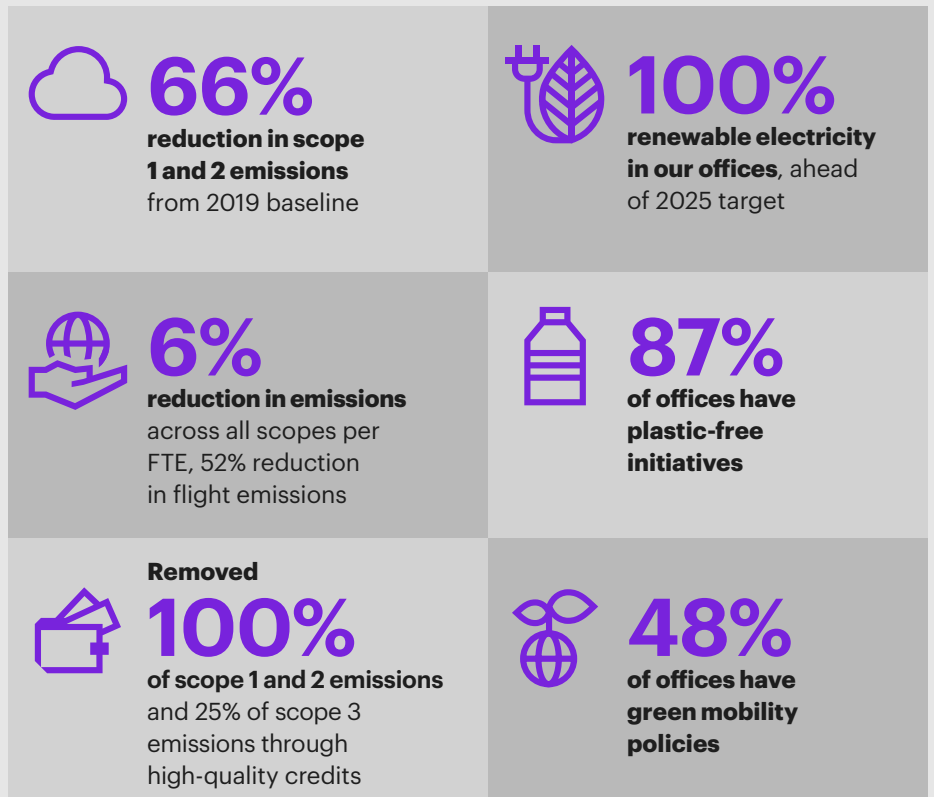 66%
reduction in scope
1 and 2 emissions
from 2019 baseline
100%
renewable electricity
in our offices, ahead
of 2025 target
6%
reduction in emissions
across all scopes per
FTE, 52% reduction
in flight emissions
87%
of offices have
plastic-free
initiatives
Removed
100%
of scope 1 and 2 emissions
and 25% of scope 3
emissions through
high-quality credits
48%
of offices have
green mobility
policies